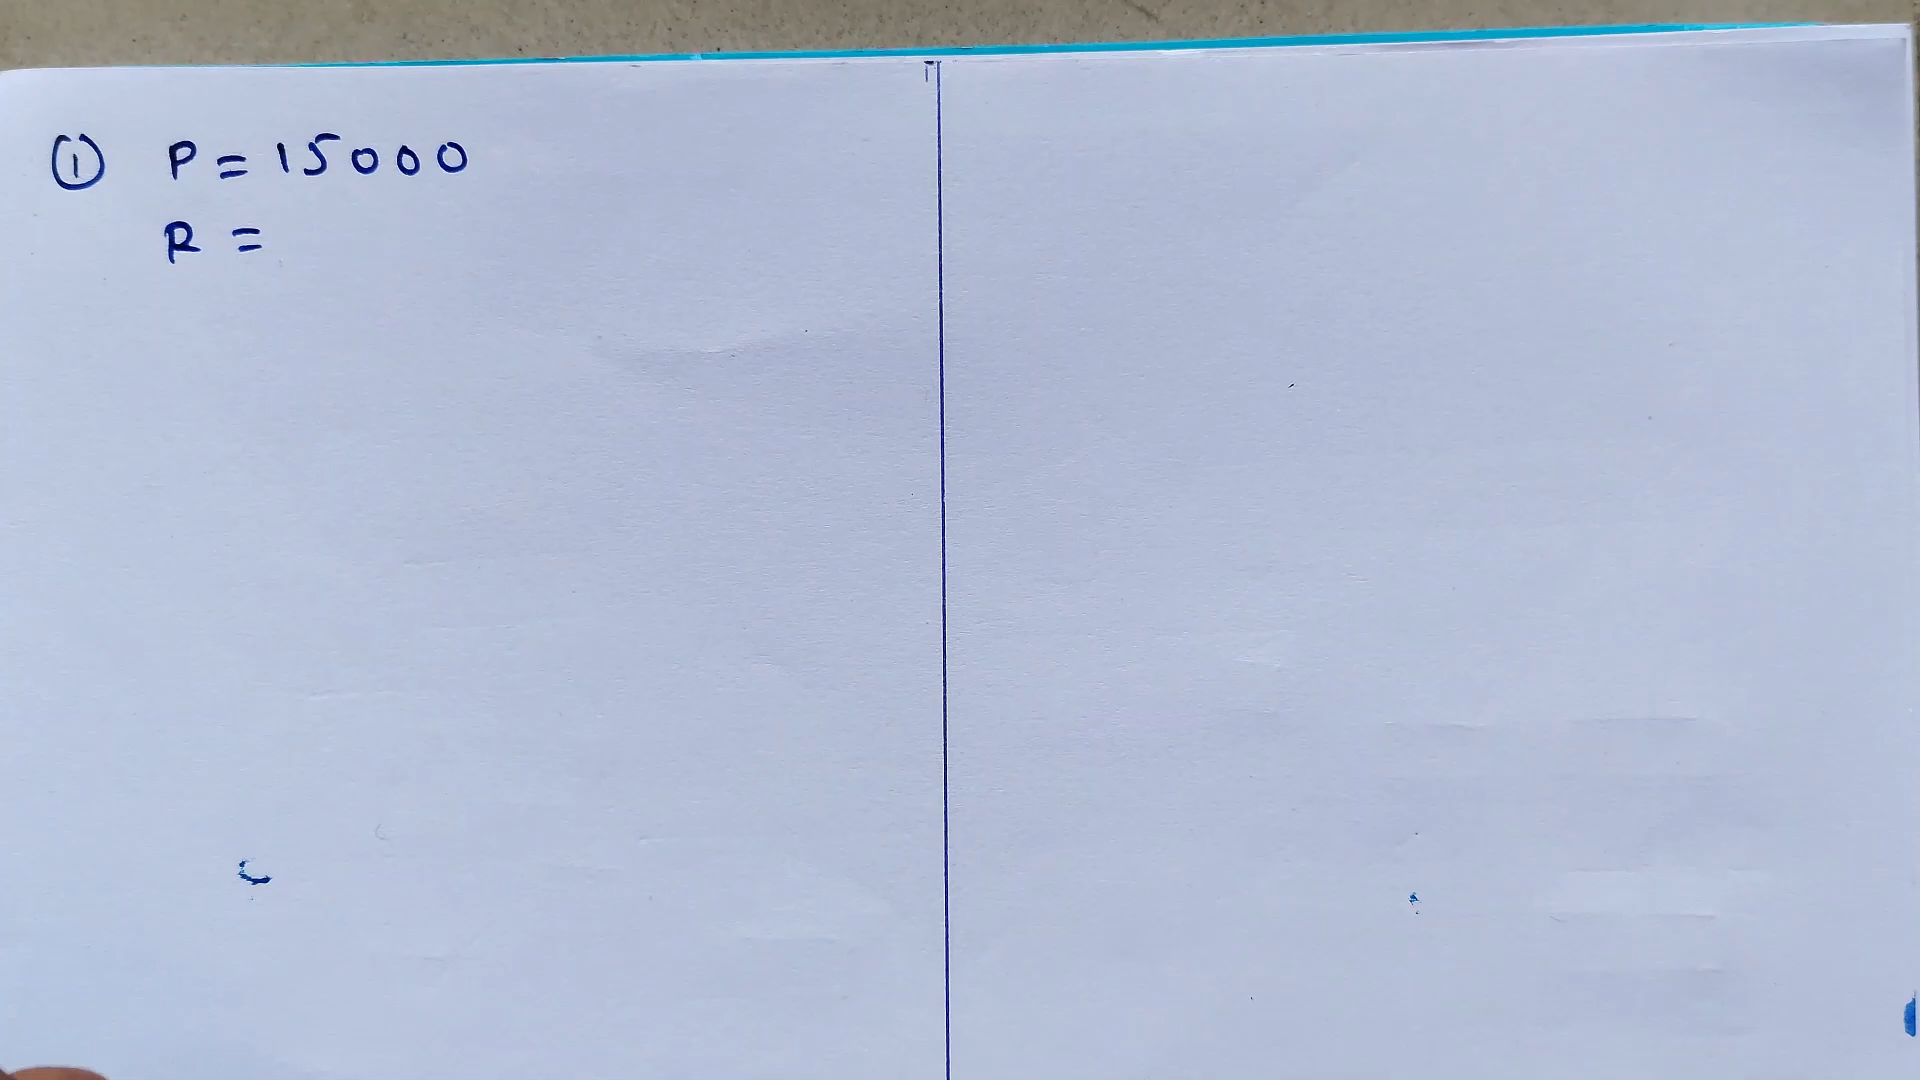 ① P = 15000
R =